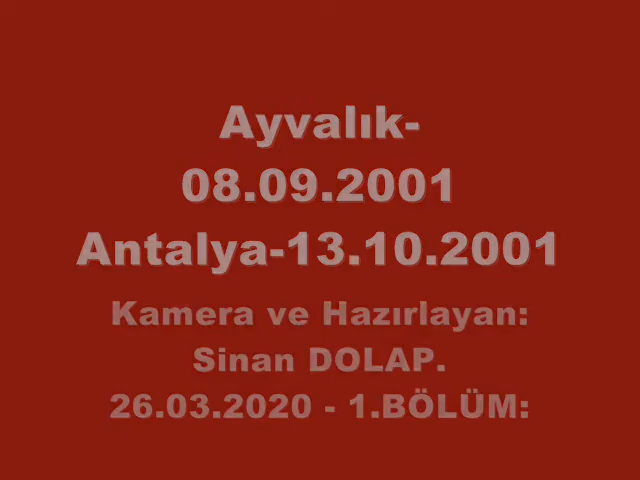 Ayvalık-
08.09.2001
Antalya-13.10.2001
Kamera ve Hazırlayan:
Sinan DOLAP.
26.03.2020 - 1.BÖLÜM: